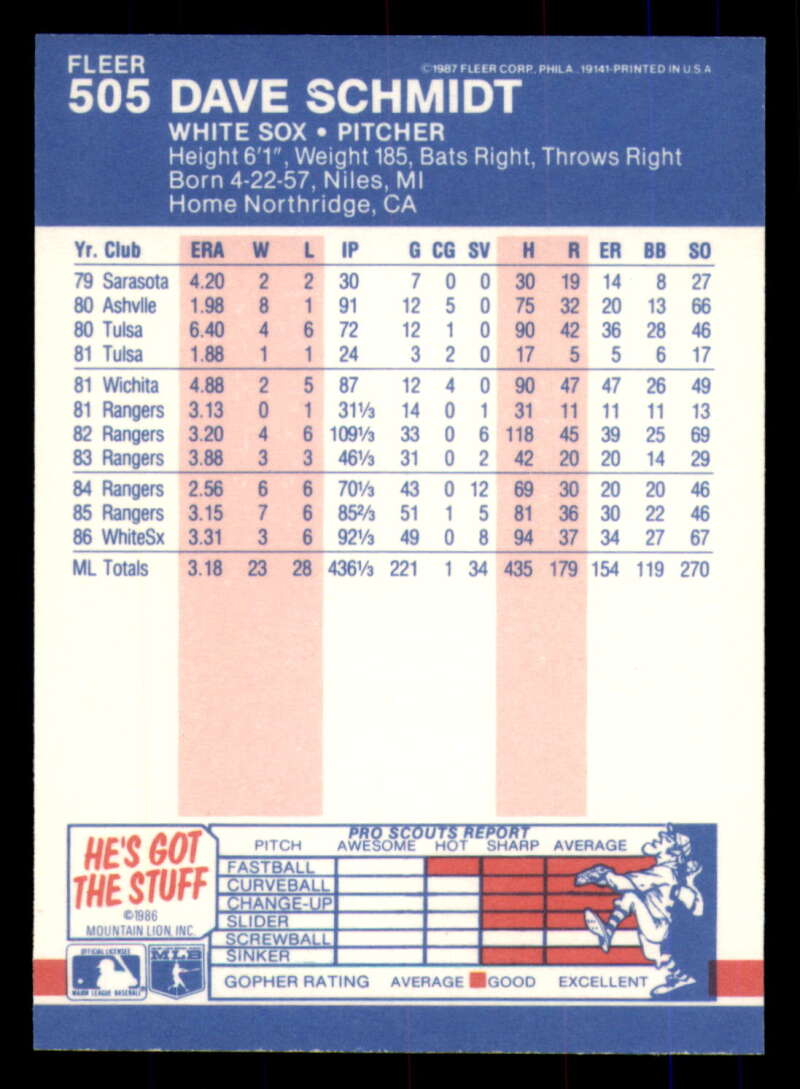 FLEER
©1987 FLEER CORP. PHILA. 19141-PRINTED IN U.S.A
505 DAVE SCHMIDT
WHITE SOX • PITCHER
Height 6'1", Weight 185, Bats Right, Throws Right
Born 4-22-57, Niles, MI
Home Northridge, CA
Yr. Club ERA W L IP G CG SV H R ER BB SO
79 Sarasota 4.20 2 2 30 7 0 0 30 19 14 8 27
80 Ashvlle 1.98 8 1 91 12 5 0 75 32 20 13 66
80 Tulsa 6.40 4 6 72 12 1 0 90 42 36 28 46
81 Tulsa 1.88 1 1 24 3 2 0 17 5 5 6 17
81 Wichita 4.88 2 5 87 12 4 0 90 47 47 26 49
81 Rangers 3.13 0 1 31⅓ 14 0 1 31 11 11 11 13
82 Rangers 3.20 4 6 109⅓ 33 0 6 118 45 39 25 69
83 Rangers 3.88 3 3 46⅓ 31 0 2 42 20 20 14 29
84 Rangers 2.56 6 6 70⅓ 43 0 12 69 30 20 20 46
85 Rangers 3.15 7 6 85⅔ 51 1 5 81 36 30 22 46
86 WhiteSx 3.31 3 6 92⅓ 49 0 8 94 37 34 27 67
ML Totals 3.18 23 28 436⅓ 221 1 34 435 179 154 119 270
HE'S GOT
THE STUFF
©1986
MOUNTAIN LION, INC.
OFFICIAL LICENSEE
MAJOR LEAGUE BASEBALL
MLB
PRO SCOUTS REPORT
PITCH AWESOME HOT SHARP AVERAGE
FASTBALL
CURVEBALL
CHANGE-UP
SLIDER
SCREWBALL
SINKER
GOPHER RATING AVERAGE GOOD EXCELLENT